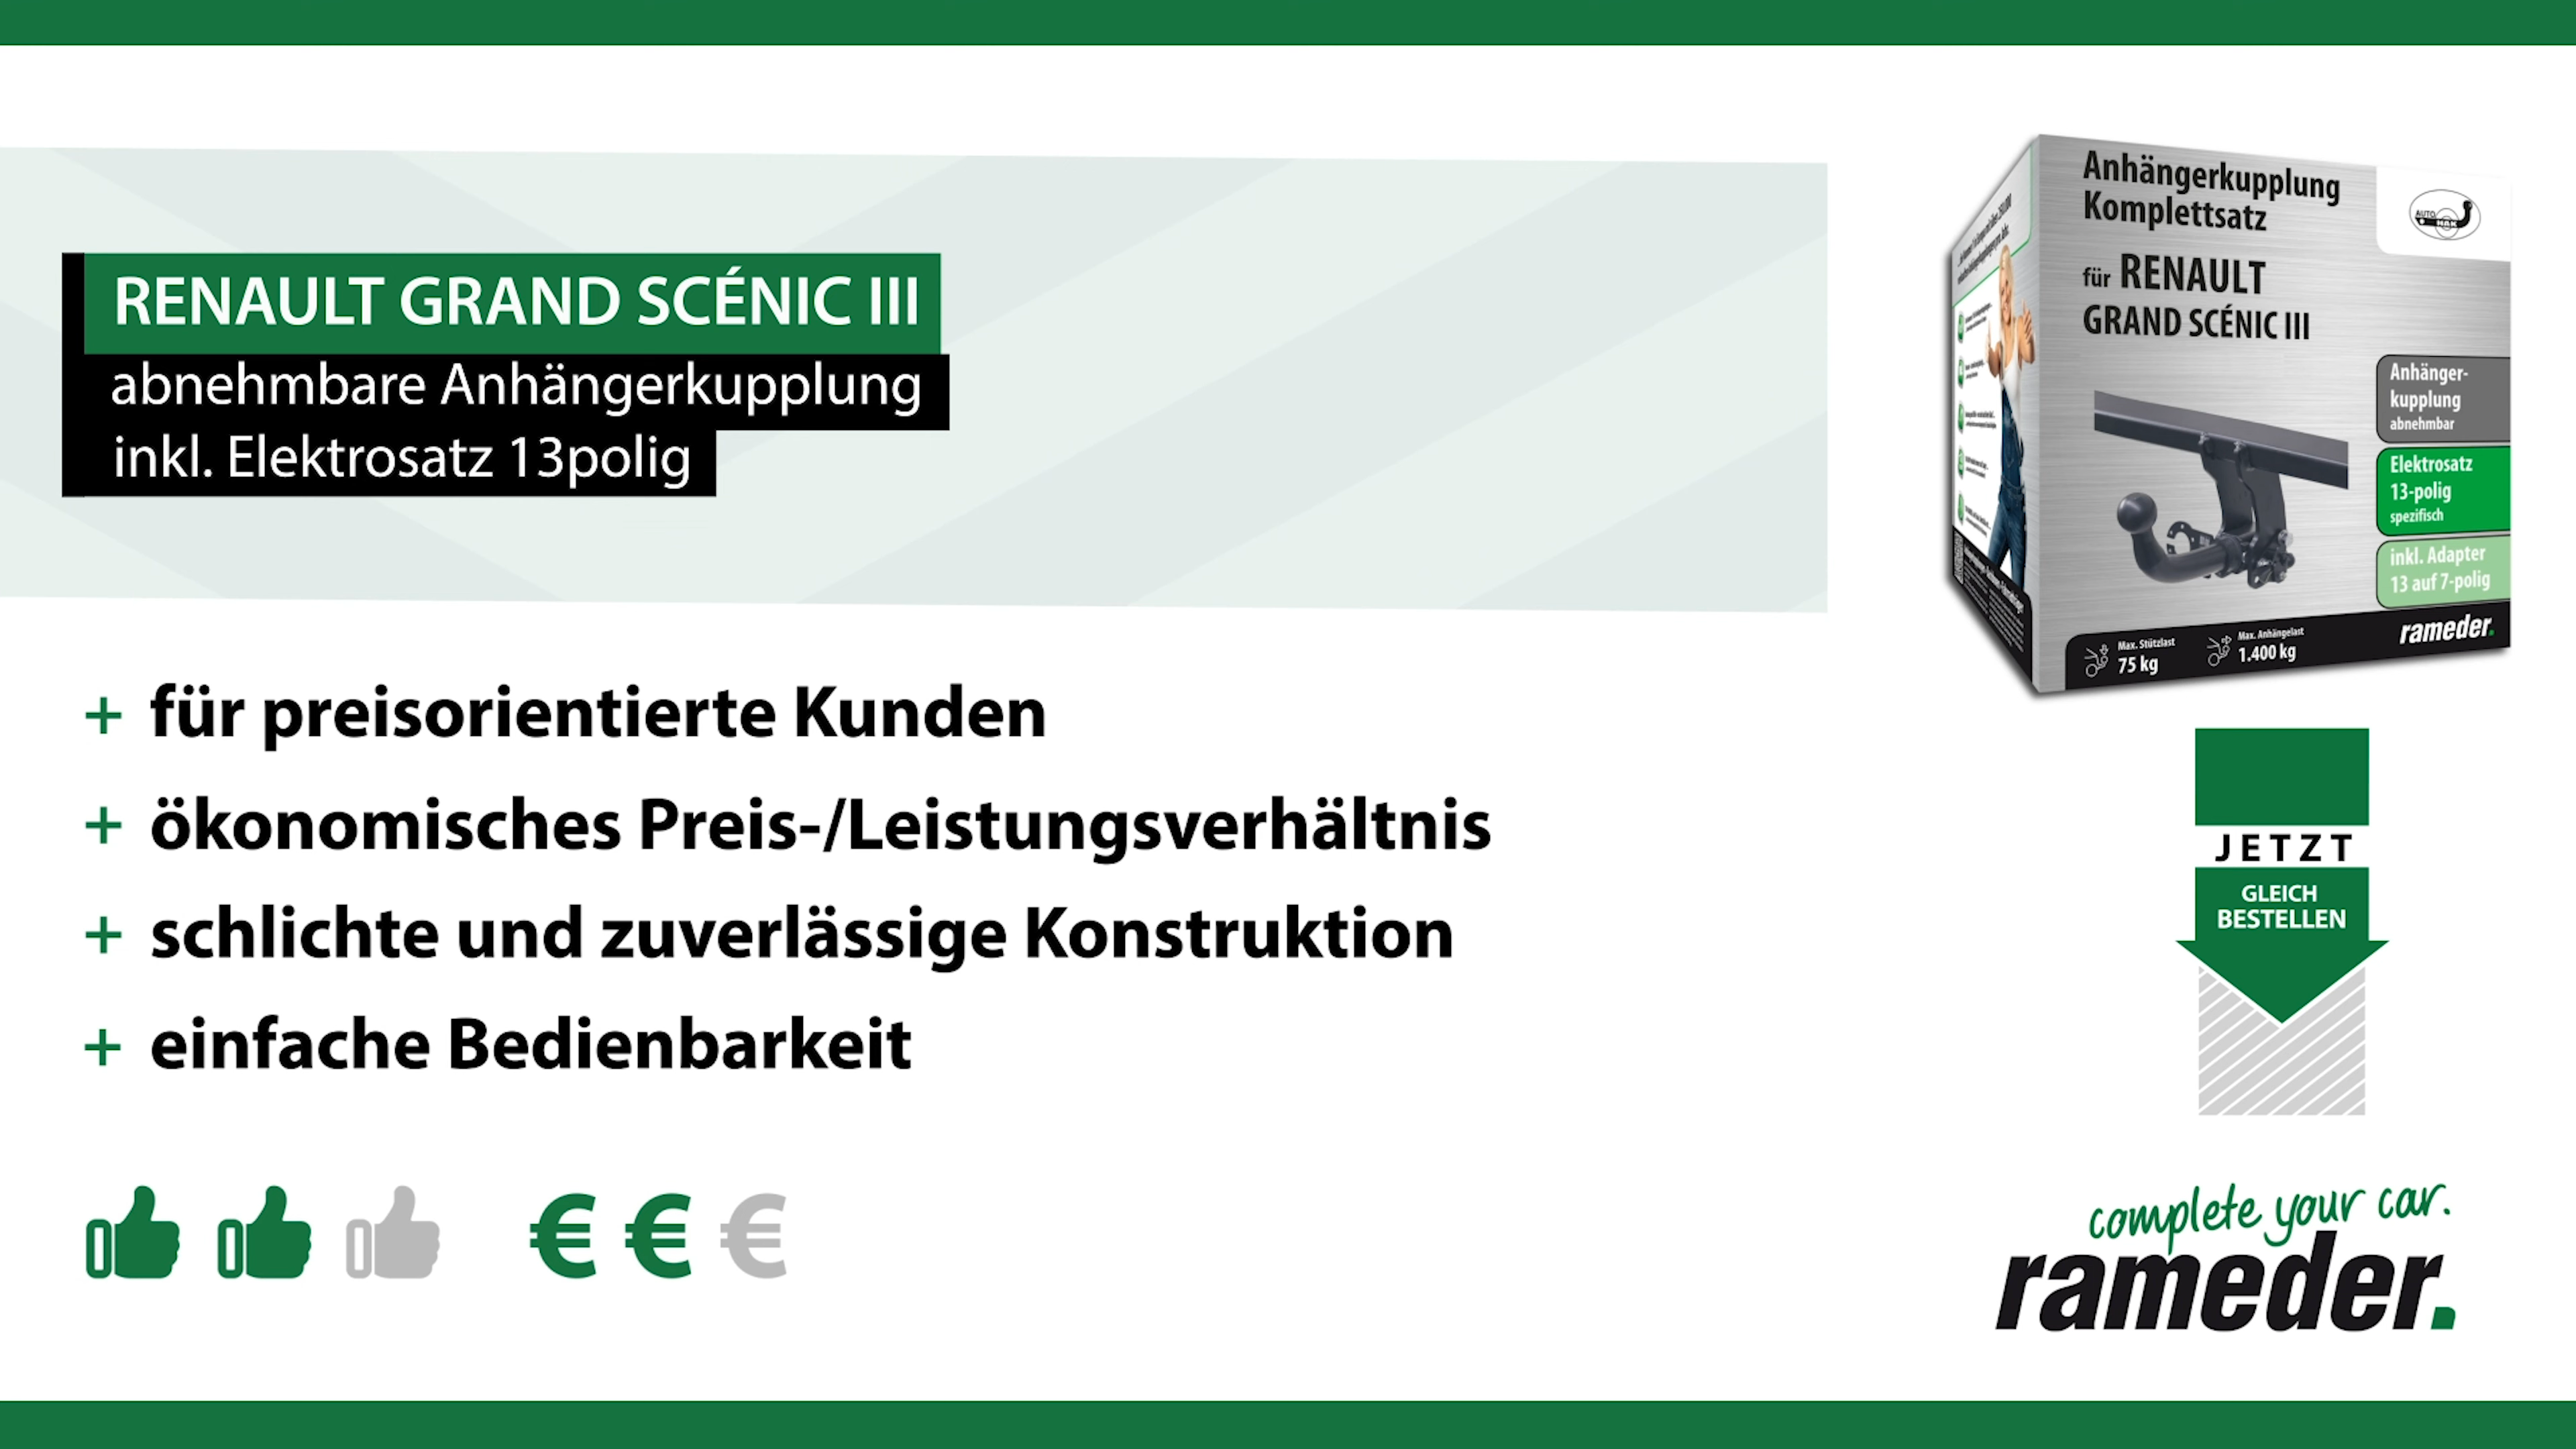 RENAULT GRAND SCÉNIC III
abnehmbare Anhängerkupplung
inkl. Elektrosatz 13polig
+ für preisorientierte Kunden
+ ökonomisches Preis-/Leistungsverhältnis
+ schlichte und zuverlässige Konstruktion
+ einfache Bedienbarkeit
€ € €
Anhängerkupplung
Komplettsatz
für RENAULT
GRAND SCÉNIC III
AUTO
HAK
Anhänger-
kupplung
abnehmbar
Elektrosatz
13-polig
spezifisch
inkl. Adapter
13 auf 7-polig
Max. Stützlast
75 kg
Max. Anhängelast
1.400 kg
rameder.
JETZT
GLEICH
BESTELLEN
complete your car.
rameder.